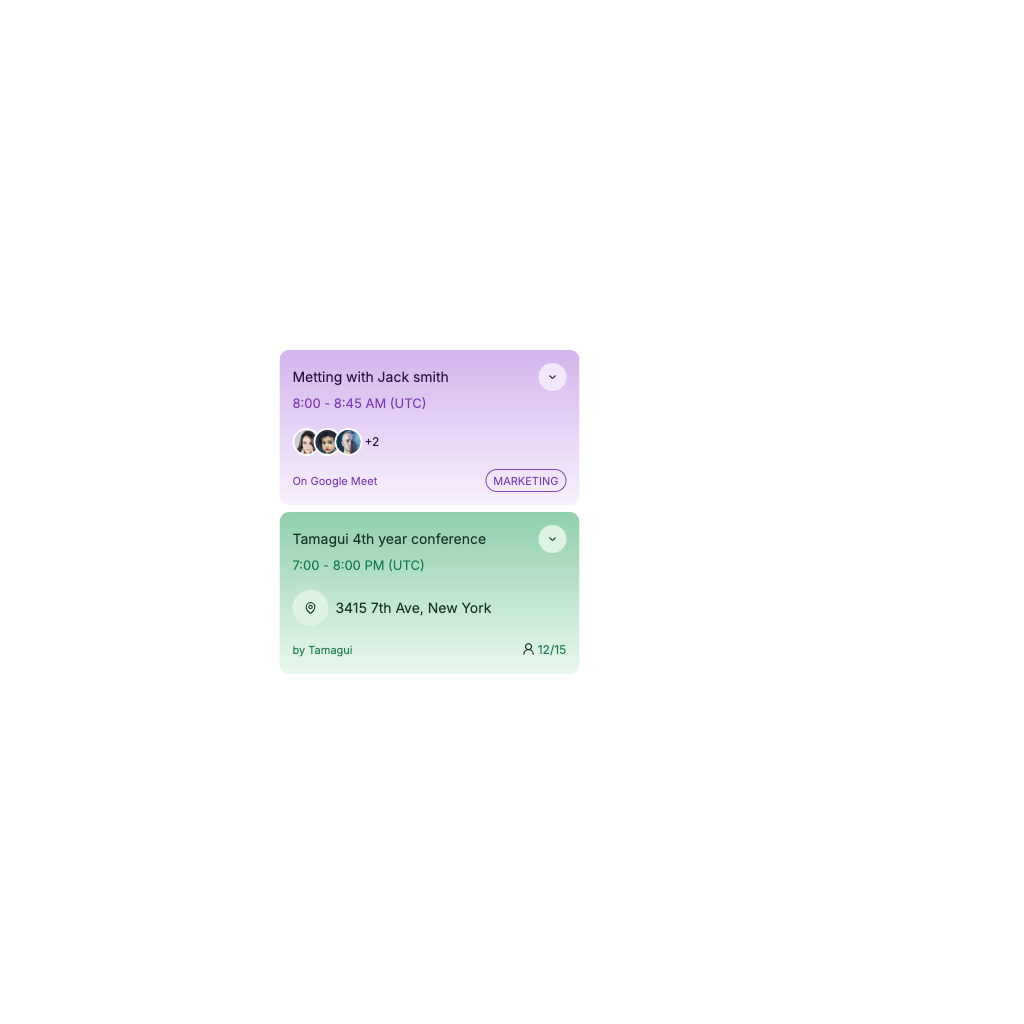 Metting with Jack smith
8:00 - 8:45 AM (UTC)
+2
On Google Meet
MARKETING
Tamagui 4th year conference
7:00 - 8:00 PM (UTC)
3415 7th Ave, New York
by Tamagui
12/15